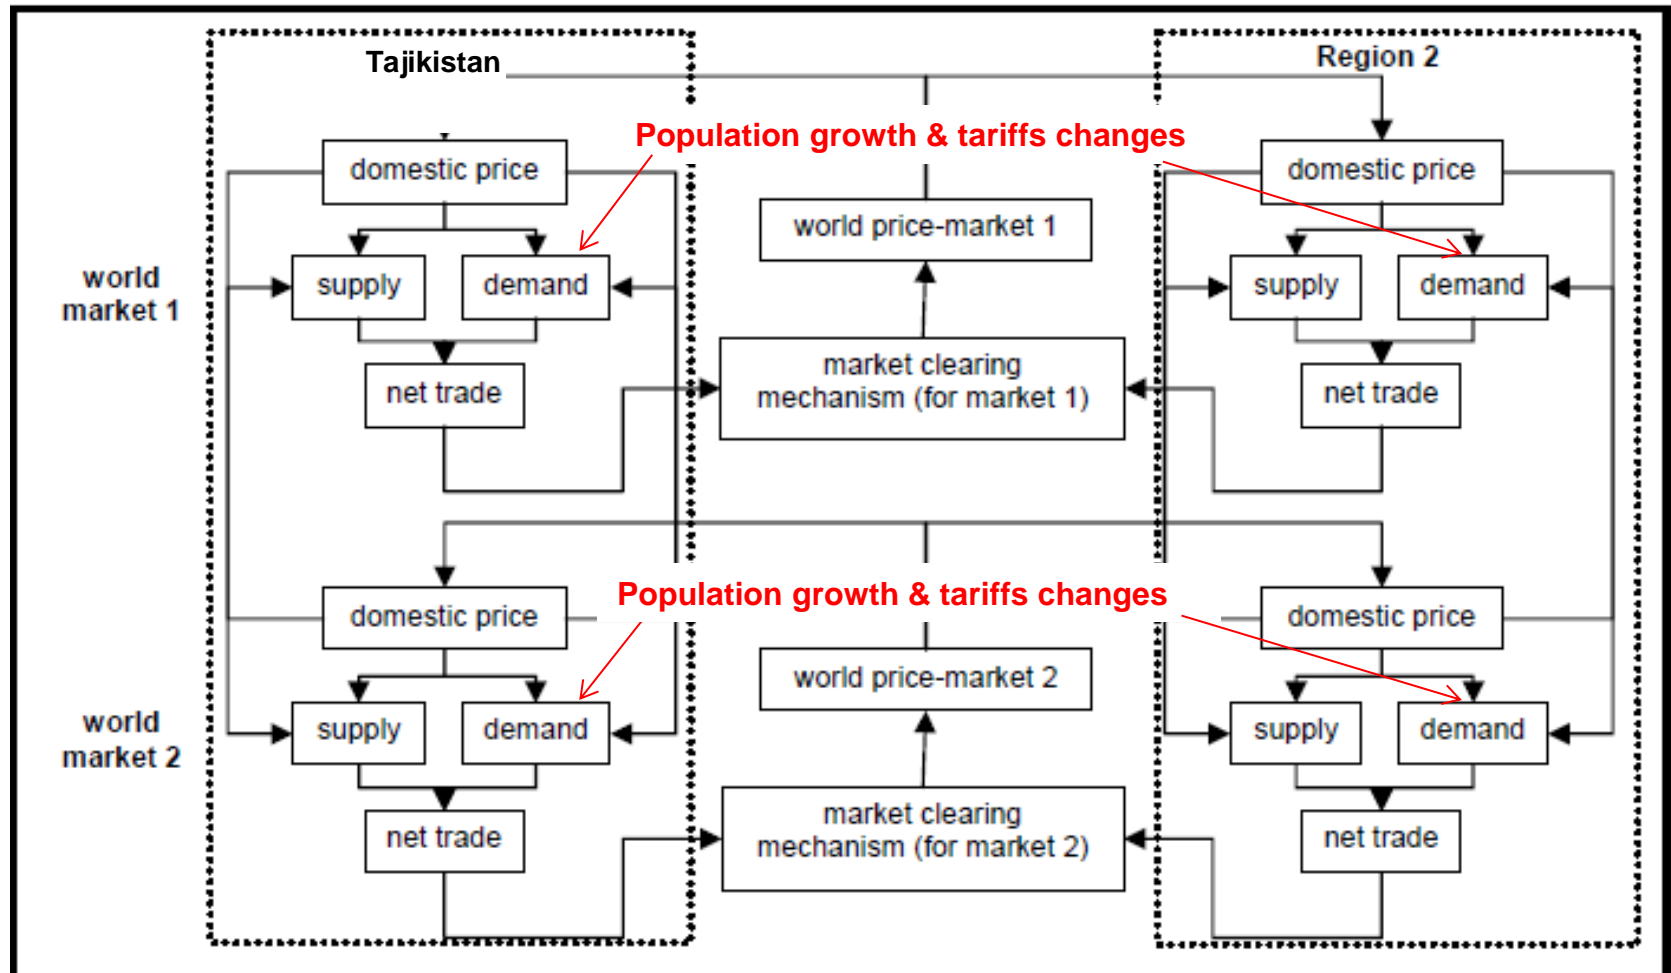 Tajikistan
Region 2
Population growth & tariffs changes
domestic price
domestic price
world price-market 1
world
market 1
supply
demand
supply
demand
market clearing
mechanism (for market 1)
net trade
net trade
Population growth & tariffs changes
domestic price
domestic price
world price-market 2
world
market 2
supply
demand
supply
demand
market clearing
mechanism (for market 2)
net trade
net trade